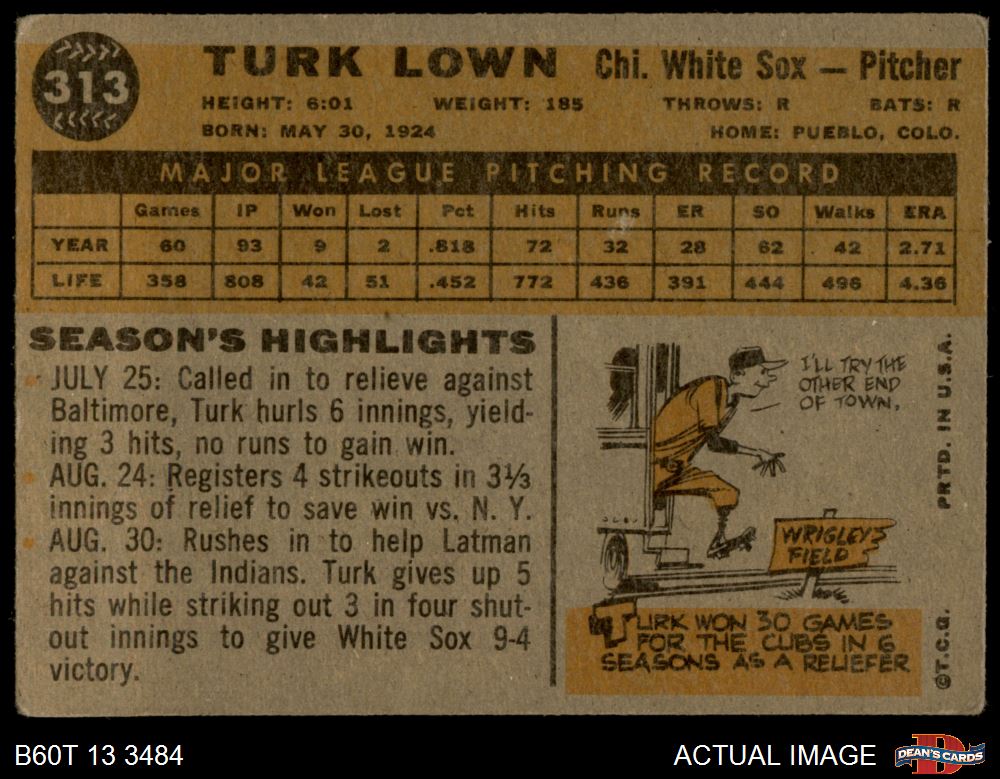 313
TURK LOWN Chi. White Sox — Pitcher
HEIGHT: 6:01 WEIGHT: 185 THROWS: R BATS: R
BORN: MAY 30, 1924 HOME: PUEBLO, COLO.
MAJOR LEAGUE PITCHING RECORD
Games IP Won Lost Pct Hits Runs ER SO Walks ERA
YEAR 60 93 9 2 .818 72 32 28 62 42 2.71
LIFE 358 808 42 51 .452 772 436 391 444 496 4.36
SEASON'S HIGHLIGHTS
JULY 25: Called in to relieve against
Baltimore, Turk hurls 6 innings, yield-
ing 3 hits, no runs to gain win.
AUG. 24: Registers 4 strikeouts in 3⅓
innings of relief to save win vs. N. Y.
AUG. 30: Rushes in to help Latman
against the Indians. Turk gives up 5
hits while striking out 3 in four shut-
out innings to give White Sox 9-4
victory.
I'LL TRY THE
OTHER END
OF TOWN.
WRIGLEY'S
FIELD
TURK WON 30 GAMES
FOR THE CUBS IN 6
SEASONS AS A RELIEFER
PRTD. IN U.S.A.
©T.C.G.
B60T 13 3484 ACTUAL IMAGE
DEAN'S CARDS